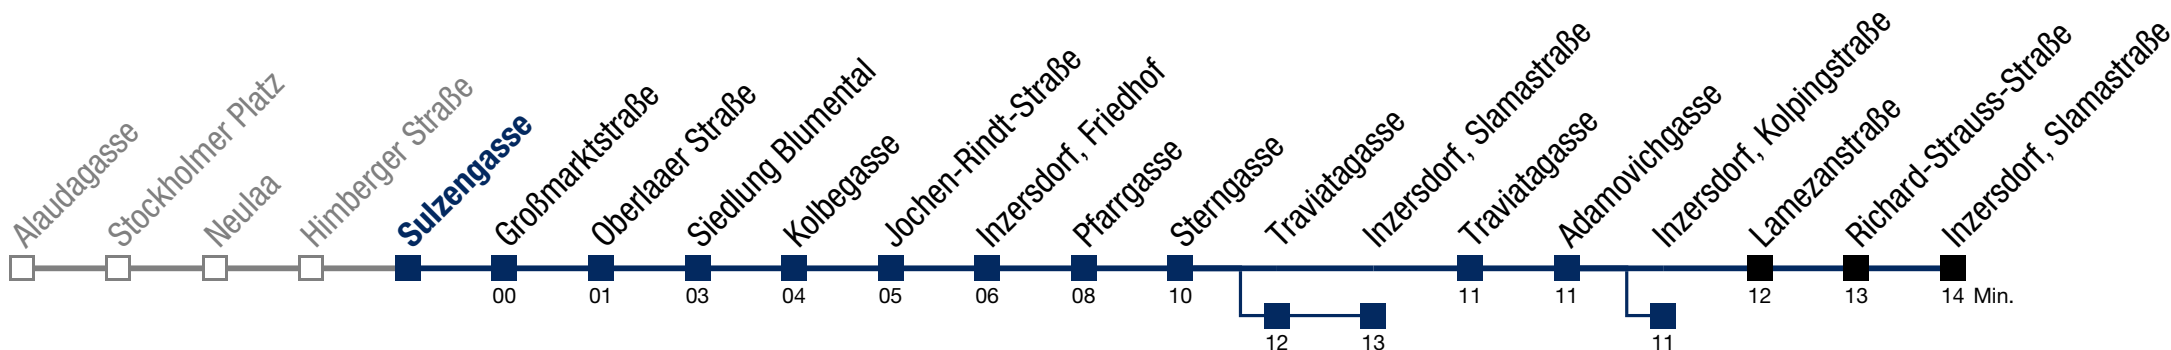 Alaudagasse
Stockholmer Platz
Neulaa
Himberger Straße
Sulzengasse
Großmarktstraße
Oberlaaer Straße
Siedlung Blumental
Kolbegasse
Jochen-Rindt-Straße
Inzersdorf, Friedhof
Pfarrgasse
Sterngasse
Traviatagasse
Inzersdorf, Slamastraße
Traviatagasse
Adamovichgasse
Inzersdorf, Kolpingstraße
Lamezanstraße
Richard-Strauss-Straße
Inzersdorf, Slamastraße
00 01 03 04 05 06 08 10 11 11 12 13 14 Min.
12 13 11